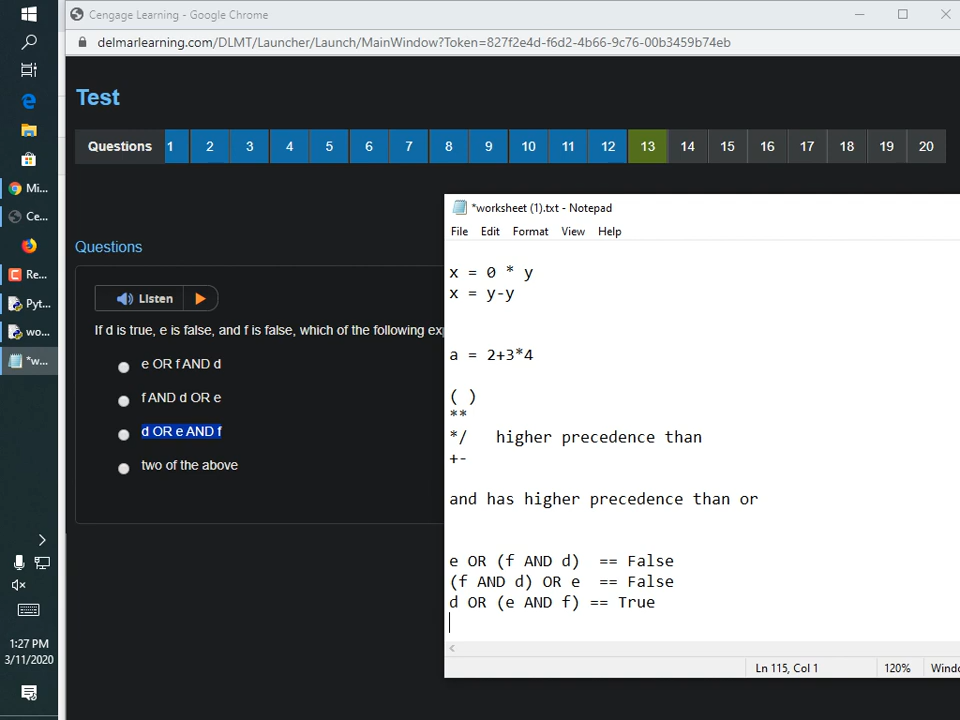 Cengage Learning - Google Chrome
delmarlearning.com/DLMT/Launcher/Launch/MainWindow?Token=827f2e4d-f6d2-4b66-9c76-00b3459b74eb
Test
Questions 1 2 3 4 5 6 7 8 9 10 11 12 13 14 15 16 17 18 19 20
Questions
Listen
If d is true, e is false, and f is false, which of the following exp
e OR f AND d
f AND d OR e
d OR e AND f
two of the above
*worksheet (1).txt - Notepad
File Edit Format View Help
x = 0 * y
x = y-y
a = 2+3*4
( )
**
*/ higher precedence than
+-
and has higher precedence than or
e OR (f AND d) == False
(f AND d) OR e == False
d OR (e AND f) == True
Ln 115, Col 1 120% Windo
Mi...
Ce...
Re...
Pyt...
wo...
*w...
1:27 PM
3/11/2020